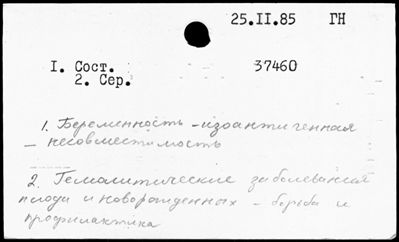 25.II.85 ГН
I. Сост. 37460
2. Сер.
1. Беременность - изоантигенная
- несовместимость
2. Гемолитические заболевания
плода и новорожденных - борьба и
профилактика